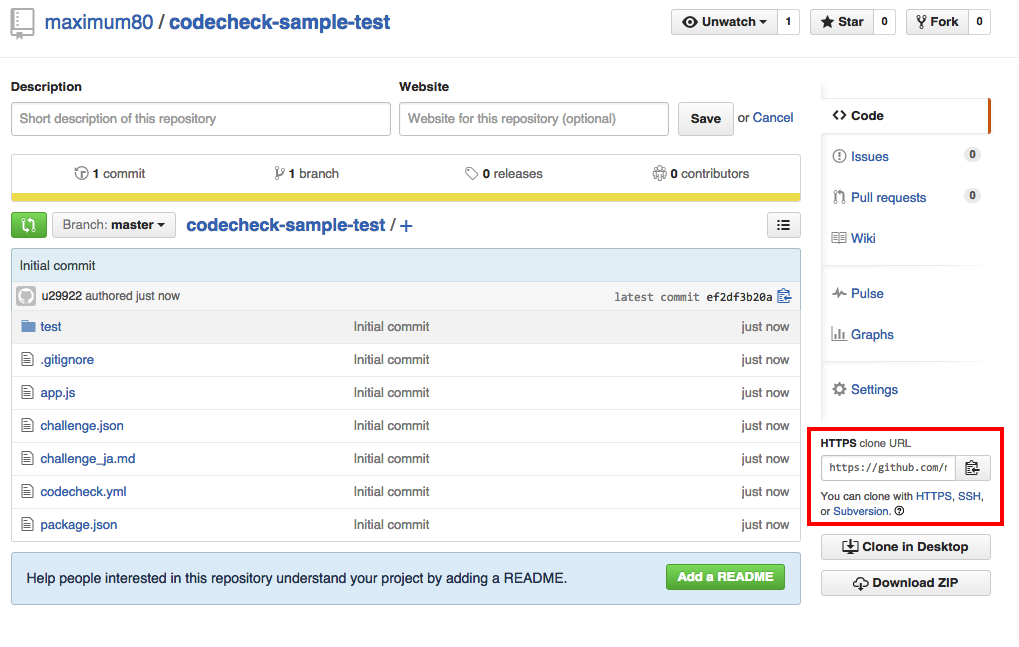 maximum80 / codecheck-sample-test
Unwatch 1 Star 0 Fork 0
Description Website
Short description of this repository Website for this repository (optional) Save or Cancel
1 commit 1 branch 0 releases 0 contributors
Branch: master codecheck-sample-test / +
Initial commit
u29922 authored just now latest commit ef2df3b20a
test Initial commit just now
.gitignore Initial commit just now
app.js Initial commit just now
challenge.json Initial commit just now
challenge_ja.md Initial commit just now
codecheck.yml Initial commit just now
package.json Initial commit just now
Help people interested in this repository understand your project by adding a README. Add a README
Code
Issues 0
Pull requests 0
Wiki
Pulse
Graphs
Settings
HTTPS clone URL
https://github.com/
You can clone with HTTPS, SSH,
or Subversion.
Clone in Desktop
Download ZIP